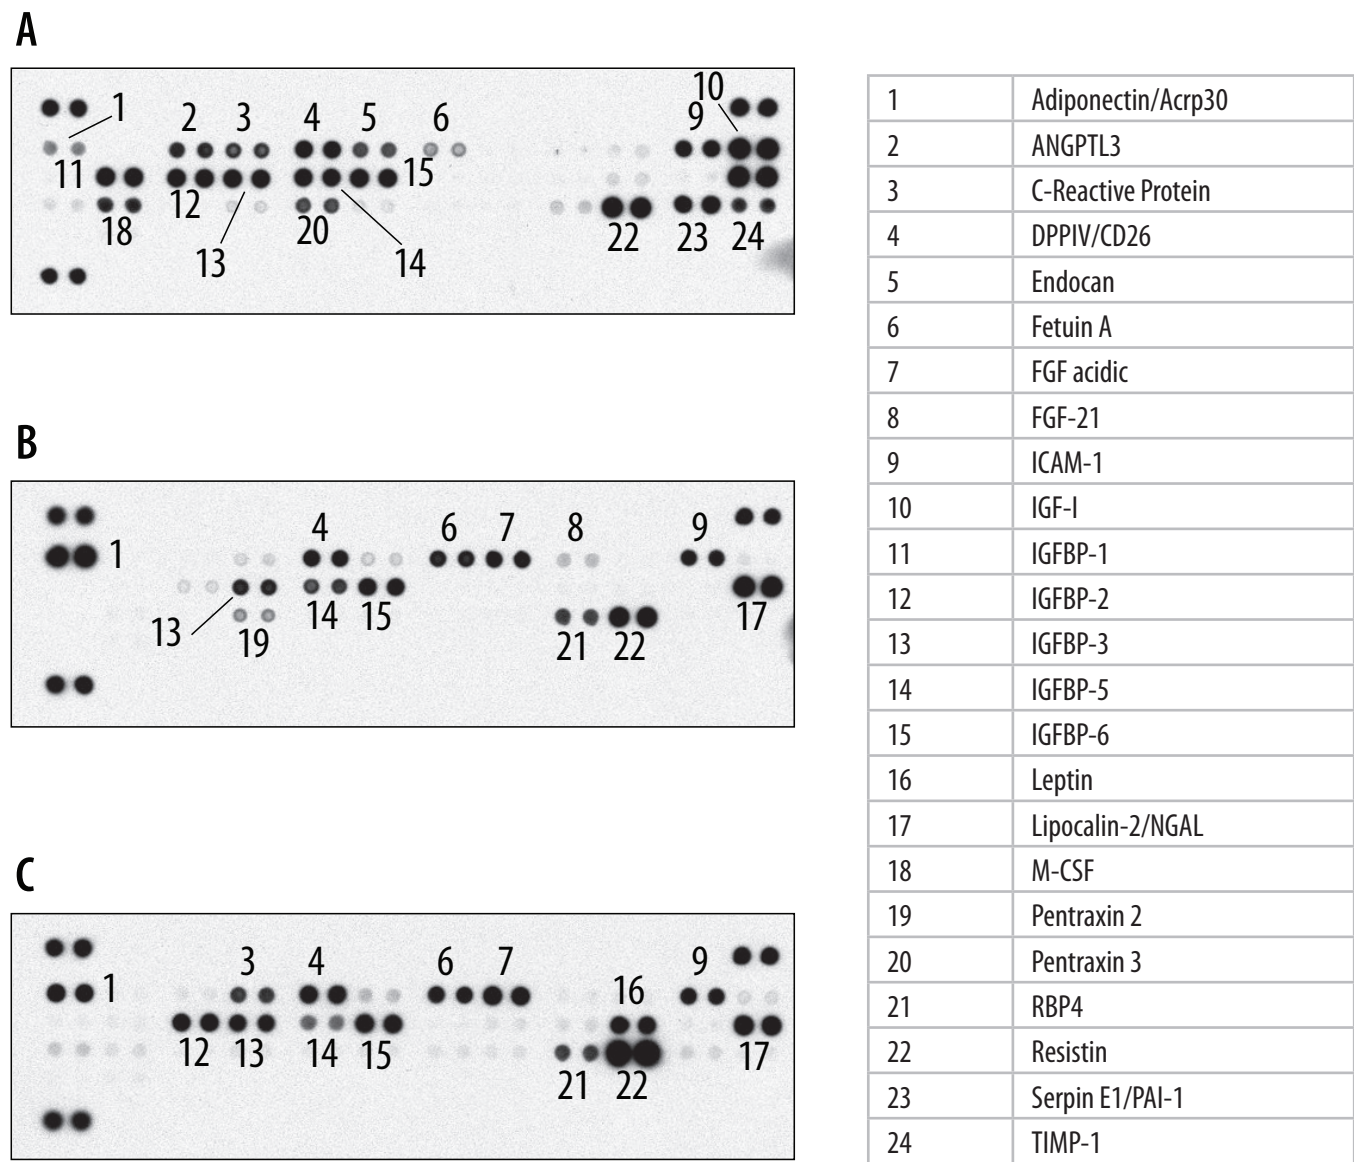 A
10
1
2 3 4 5 6 9
11 15
12
18 20 22 23 24
13 14
B
4 6 7 8 9
1
13 14 15 17
19 21 22
C
3 4 6 7 9
1 16
12 13 14 15 17
21 22
1 Adiponectin/Acrp30
2 ANGPTL3
3 C-Reactive Protein
4 DPPIV/CD26
5 Endocan
6 Fetuin A
7 FGF acidic
8 FGF-21
9 ICAM-1
10 IGF-I
11 IGFBP-1
12 IGFBP-2
13 IGFBP-3
14 IGFBP-5
15 IGFBP-6
16 Leptin
17 Lipocalin-2/NGAL
18 M-CSF
19 Pentraxin 2
20 Pentraxin 3
21 RBP4
22 Resistin
23 Serpin E1/PAI-1
24 TIMP-1